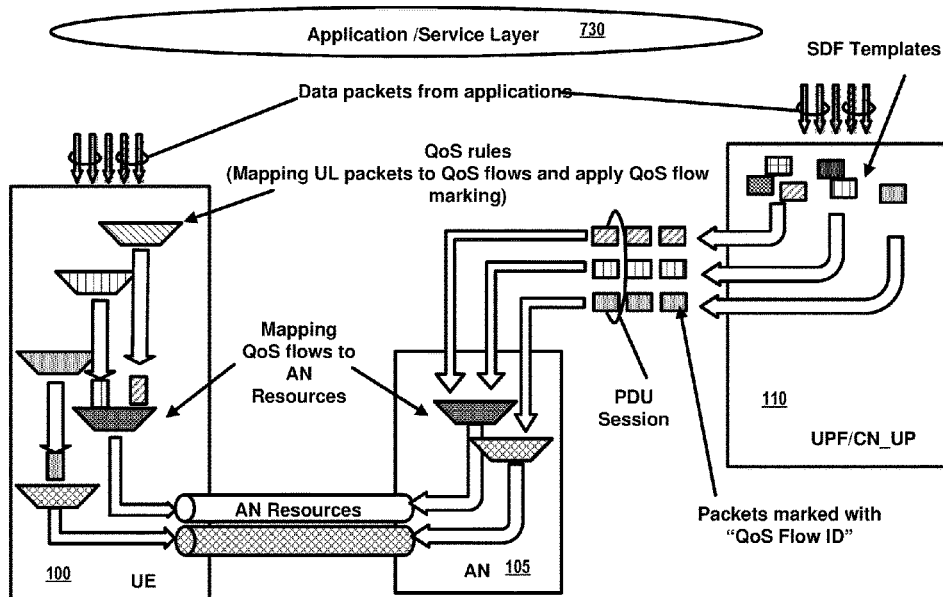 Application /Service Layer 730
SDF Templates
Data packets from applications
QoS rules
(Mapping UL packets to QoS flows and apply QoS flow
marking)
Mapping
QoS flows to
AN
Resources
PDU
Session
110
UPF/CN_UP
AN Resources
Packets marked with
“QoS Flow ID”
100
UE
AN 105